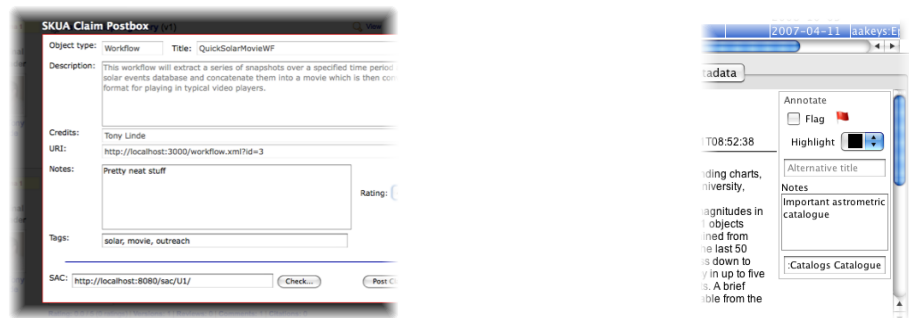 SKUA Claim Postbox
Object type: Workflow Title: QuickSolarMovieWF
Description: This workflow will extract a series of snapshots over a specified time period
solar events database and concatenate them into a movie which is then con
format for playing in typical video players.
Credits: Tony Linde
URI: http://localhost:3000/workflow.xml?id=3
Notes: Pretty neat stuff
Rating:
Tags: solar, movie, outreach
SAC: http://localhost:8080/sac/U1/ Check... Post C
2007-04-11 aakeys:E
tadata
Annotate
Flag
T08:52:38 Highlight
Alternative title
nding charts,
niversity,
Notes
Important astrometric
catalogue
agnitudes in
objects
ined from
e last 50
s down to
y in up to five
:Catalogs Catalogue
s. A brief
ble from the